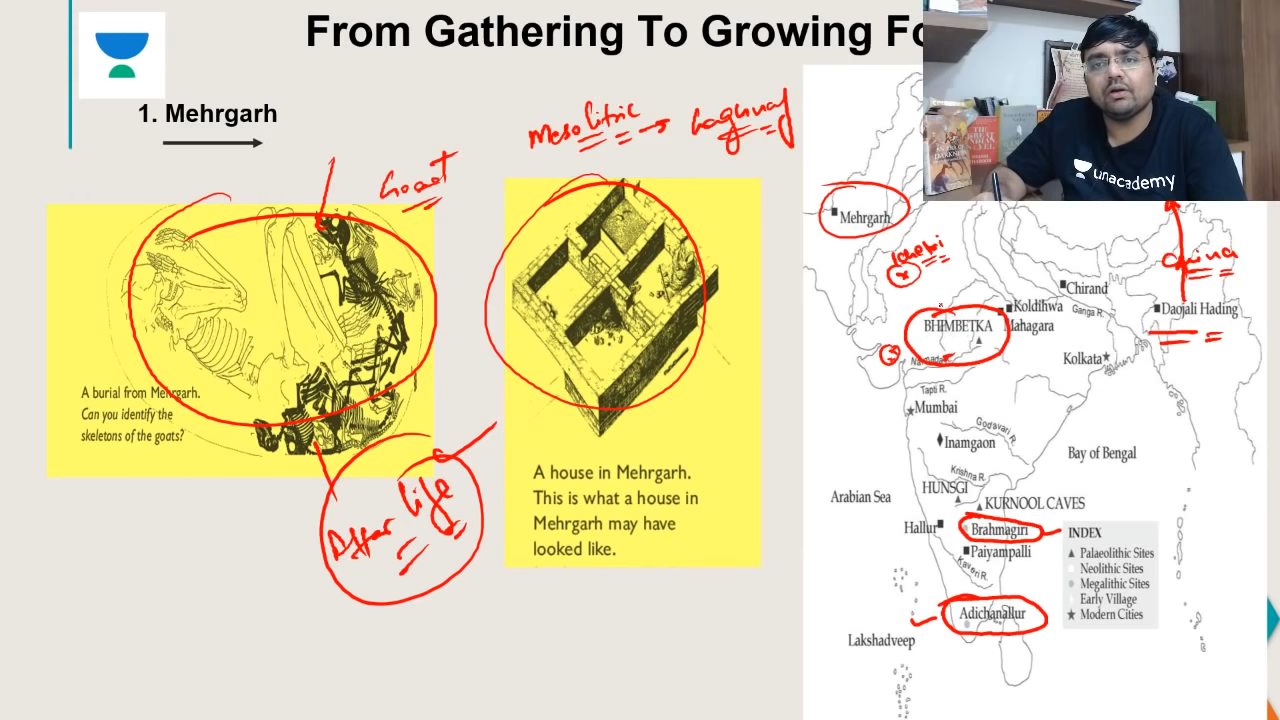 From Gathering To Growing Fo
1. Mehrgarh
Goat
Mesolitric → Laghnaj
A burial from Mehrgarh.
Can you identify the
skeletons of the goats?
After Life
A house in Mehrgarh.
This is what a house in
Mehrgarh may have
looked like.
unacademy
Mehrgarh
China
Chirand
Koldihwa
Ganga R.
Daojali Hading
BHIMBETKA
Mahagara
Kolkata
Narmada
Tapti R.
Mumbai
Godavari R.
Inamgaon
Bay of Bengal
Krishna R.
HUNSGI
Arabian Sea
KURNOOL CAVES
Hallur
Brahmagiri
Paiyampalli
Kaveri R.
Adichanallur
Lakshadveep
INDEX
Palaeolithic Sites
Neolithic Sites
Megalithic Sites
Early Village
Modern Cities